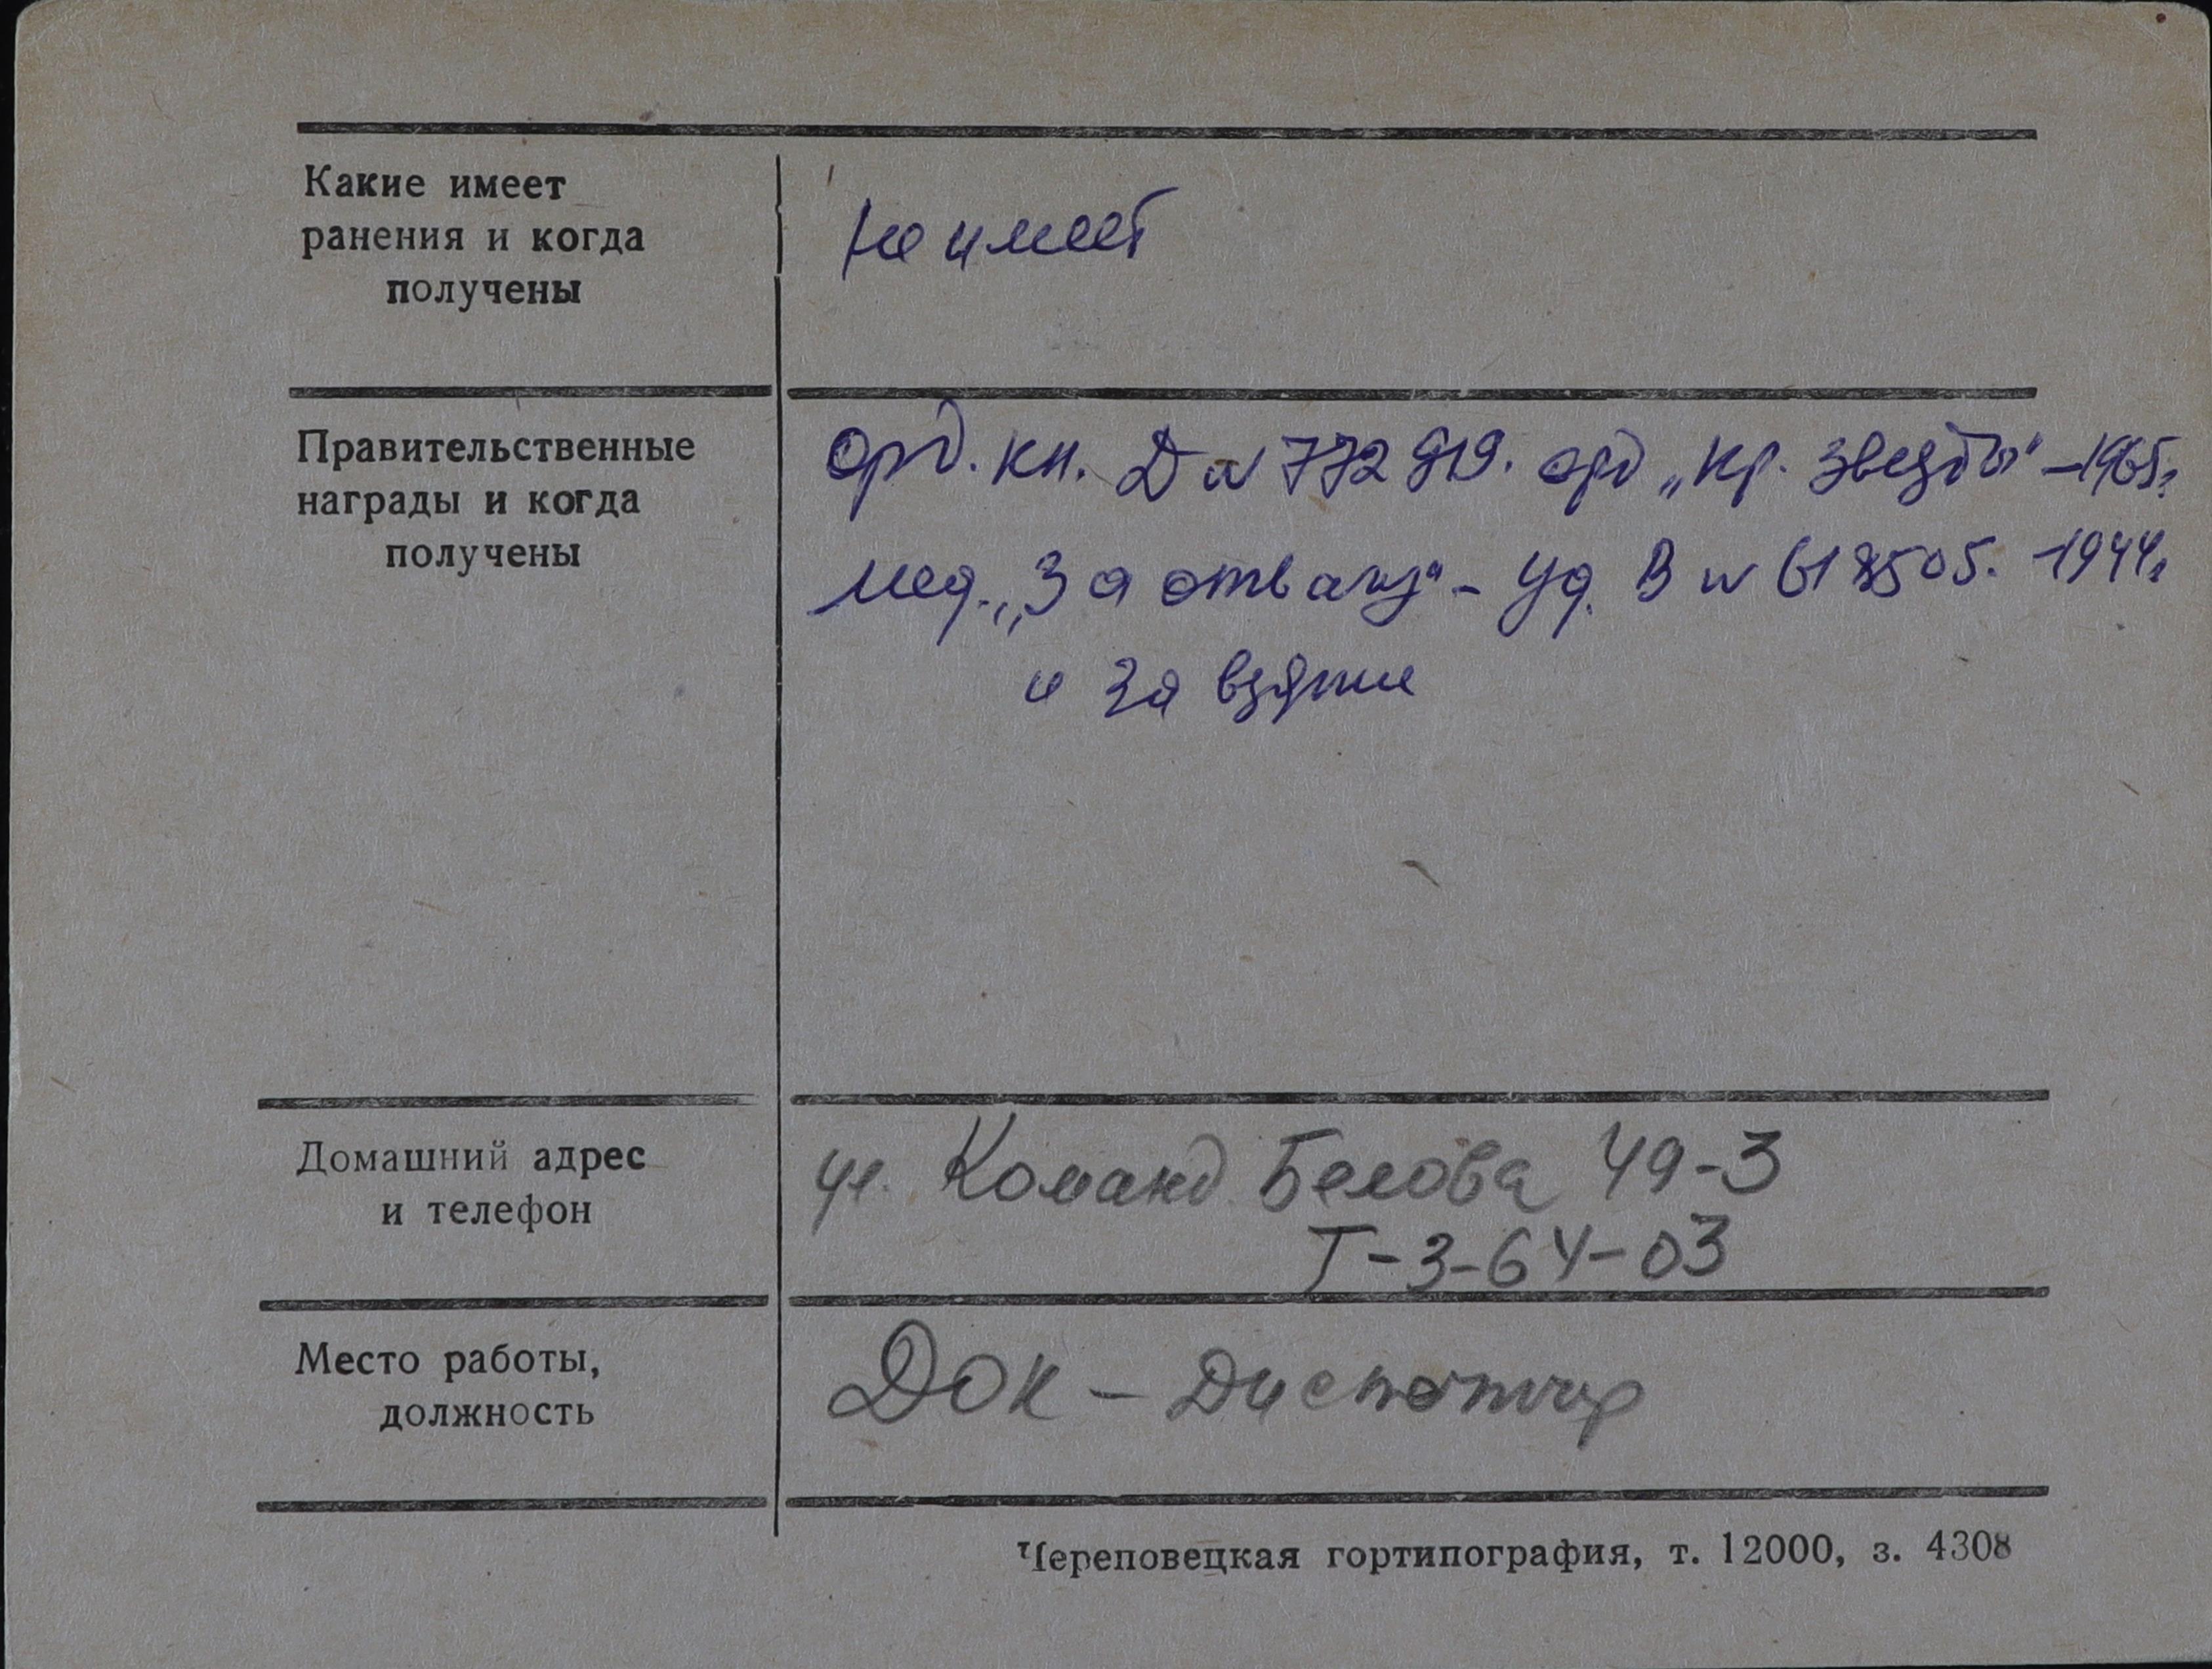 Какие имеет
ранения и когда
получены
Не имеет
Правительственные
награды и когда
получены
Орд. кн. Д № 772919. орд „Кр. Звезды" – 1965г.
мед. „За отвагу" – Уд. В № 618505. – 1944г.
и За взятие
Домашний адрес
и телефон
ул. Команд Белова 49-3
Т-3-64-03
Место работы,
должность
ДОК – Диспетчер
Череповецкая гортипография, т. 12000, з. 4308